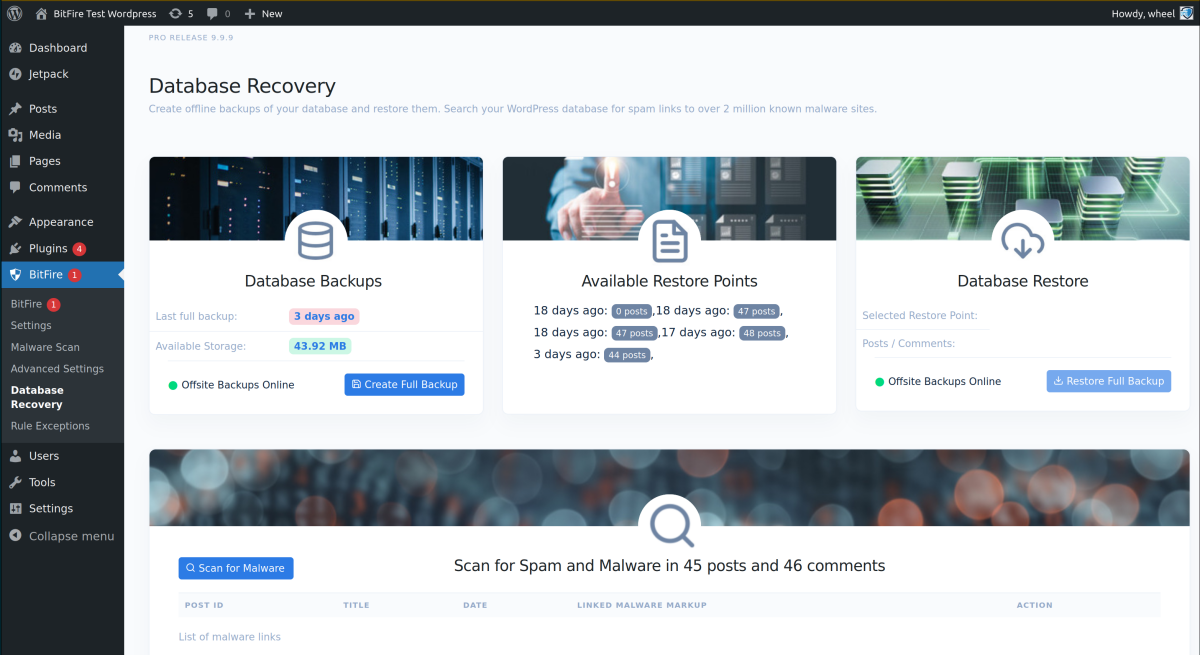 BitFire Test Wordpress 5 0 New Howdy, wheel
Dashboard
Jetpack
Posts
Media
Pages
Comments
Appearance
Plugins 4
BitFire 1
BitFire 1
Settings
Malware Scan
Advanced Settings
Database
Recovery
Rule Exceptions
Users
Tools
Settings
Collapse menu
PRO RELEASE 9.9.9
Database Recovery
Create offline backups of your database and restore them. Search your WordPress database for spam links to over 2 million known malware sites.
Database Backups
Last full backup: 3 days ago
Available Storage: 43.92 MB
Offsite Backups Online Create Full Backup
Available Restore Points
18 days ago: 0 posts ,18 days ago: 47 posts ,
18 days ago: 47 posts ,17 days ago: 48 posts ,
3 days ago: 44 posts ,
Database Restore
Selected Restore Point:
Posts / Comments:
Offsite Backups Online Restore Full Backup
Scan for Malware Scan for Spam and Malware in 45 posts and 46 comments
POST ID TITLE DATE LINKED MALWARE MARKUP ACTION
List of malware links